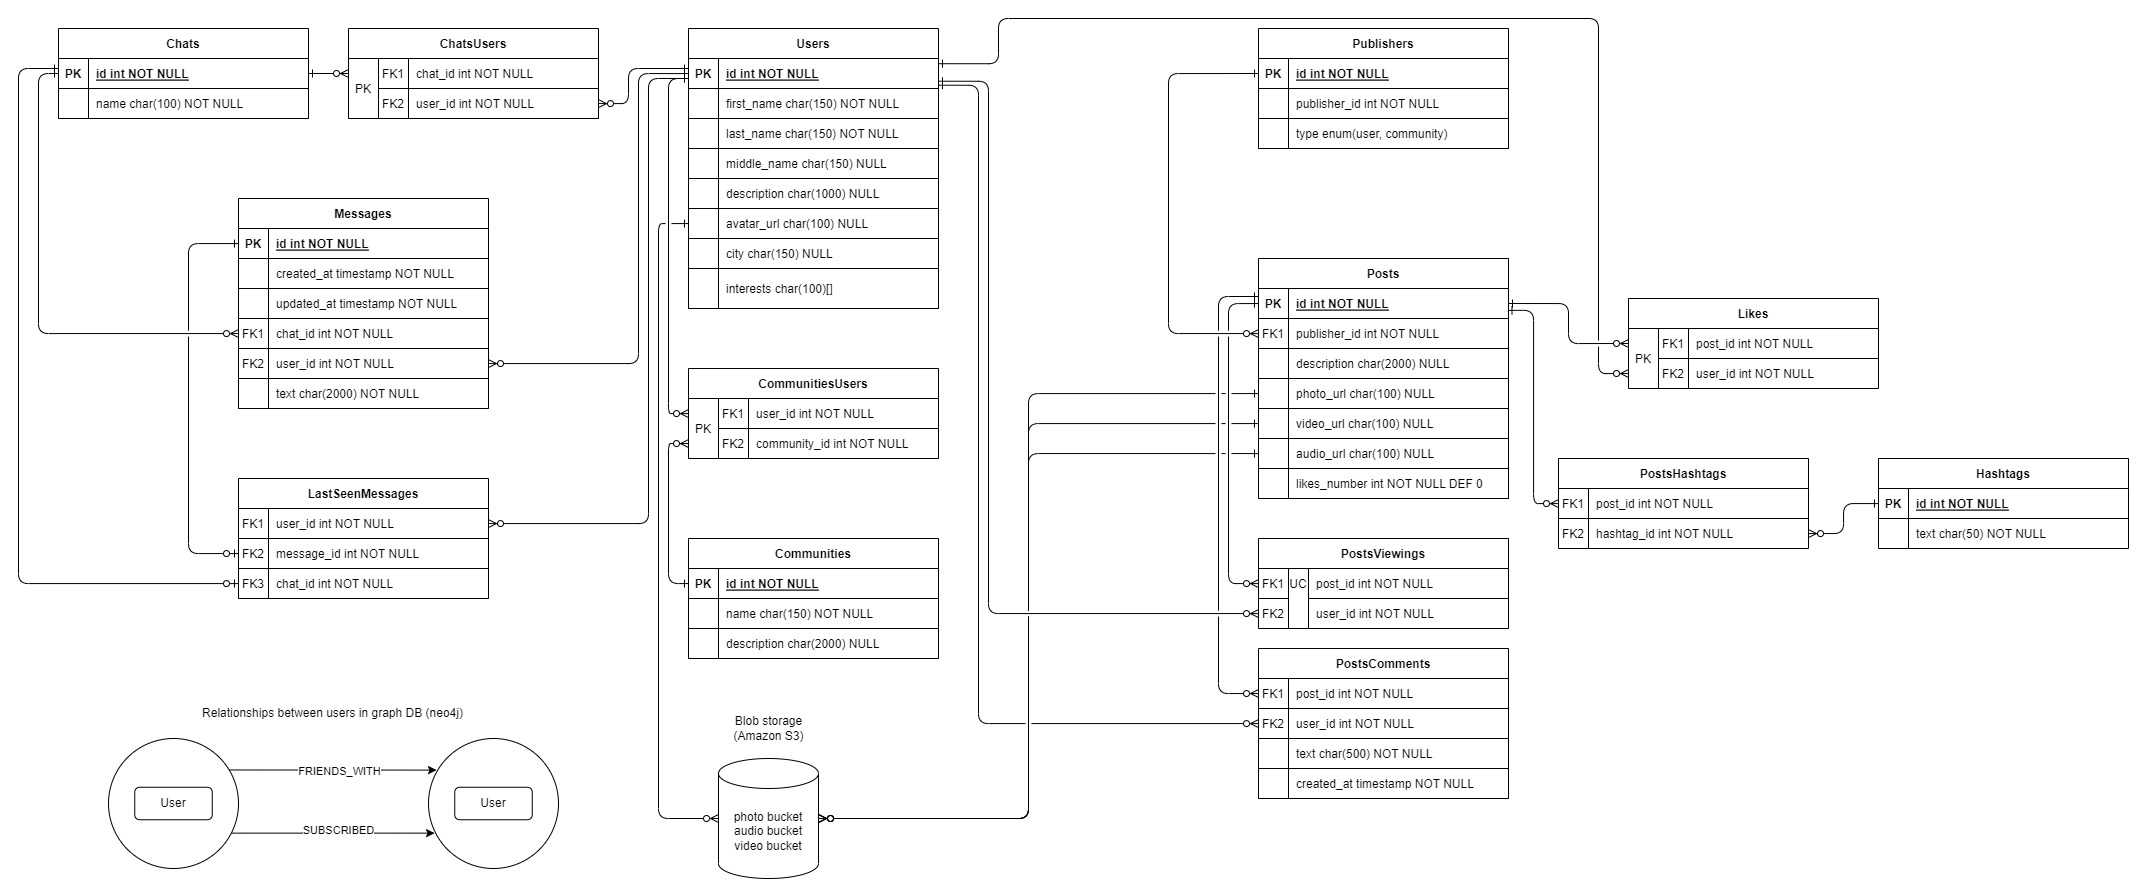 Chats
PK id int NOT NULL
name char(100) NOT NULL
ChatsUsers
PK
FK1 chat_id int NOT NULL
FK2 user_id int NOT NULL
Users
PK id int NOT NULL
first_name char(150) NOT NULL
last_name char(150) NOT NULL
middle_name char(150) NULL
description char(1000) NULL
avatar_url char(100) NULL
city char(150) NULL
interests char(100)[]
Publishers
PK id int NOT NULL
publisher_id int NOT NULL
type enum(user, community)
Messages
PK id int NOT NULL
created_at timestamp NOT NULL
updated_at timestamp NOT NULL
FK1 chat_id int NOT NULL
FK2 user_id int NOT NULL
text char(2000) NOT NULL
Posts
PK id int NOT NULL
FK1 publisher_id int NOT NULL
description char(2000) NULL
photo_url char(100) NULL
video_url char(100) NULL
audio_url char(100) NULL
likes_number int NOT NULL DEF 0
Likes
PK
FK1 post_id int NOT NULL
FK2 user_id int NOT NULL
CommunitiesUsers
PK
FK1 user_id int NOT NULL
FK2 community_id int NOT NULL
PostsHashtags
FK1 post_id int NOT NULL
FK2 hashtag_id int NOT NULL
Hashtags
PK id int NOT NULL
text char(50) NOT NULL
LastSeenMessages
FK1 user_id int NOT NULL
FK2 message_id int NOT NULL
FK3 chat_id int NOT NULL
Communities
PK id int NOT NULL
name char(150) NOT NULL
description char(2000) NULL
PostsViewings
FK1 UC post_id int NOT NULL
FK2 user_id int NOT NULL
PostsComments
FK1 post_id int NOT NULL
FK2 user_id int NOT NULL
text char(500) NOT NULL
created_at timestamp NOT NULL
Relationships between users in graph DB (neo4j)
User
FRIENDS_WITH
SUBSCRIBED
User
Blob storage
(Amazon S3)
photo bucket
audio bucket
video bucket